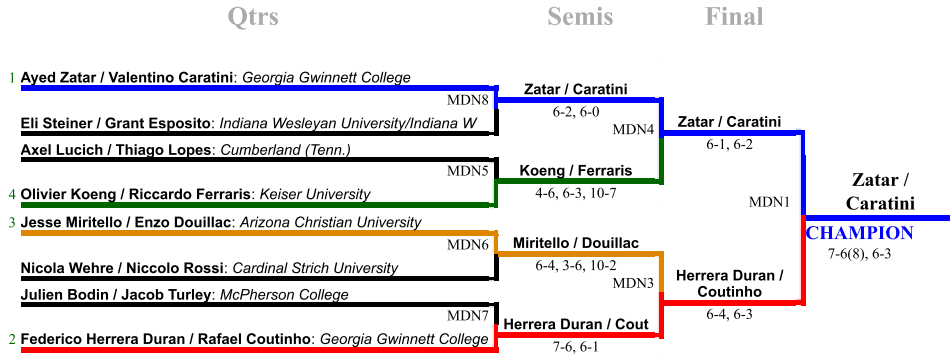 Qtrs Semis Final
1 Ayed Zatar / Valentino Caratini: Georgia Gwinnett College
MDN8
Zatar / Caratini
6-2, 6-0
Eli Steiner / Grant Esposito: Indiana Wesleyan University/Indiana W
MDN4
Zatar / Caratini
6-1, 6-2
Axel Lucich / Thiago Lopes: Cumberland (Tenn.)
MDN5
Koeng / Ferraris
4-6, 6-3, 10-7
4 Olivier Koeng / Riccardo Ferraris: Keiser University
MDN1
Zatar /
Caratini
CHAMPION
7-6(8), 6-3
3 Jesse Miritello / Enzo Douillac: Arizona Christian University
MDN6
Miritello / Douillac
6-4, 3-6, 10-2
Nicola Wehre / Niccolo Rossi: Cardinal Strich University
MDN3
Herrera Duran /
Coutinho
6-4, 6-3
Julien Bodin / Jacob Turley: McPherson College
MDN7
Herrera Duran / Cout
7-6, 6-1
2 Federico Herrera Duran / Rafael Coutinho: Georgia Gwinnett College